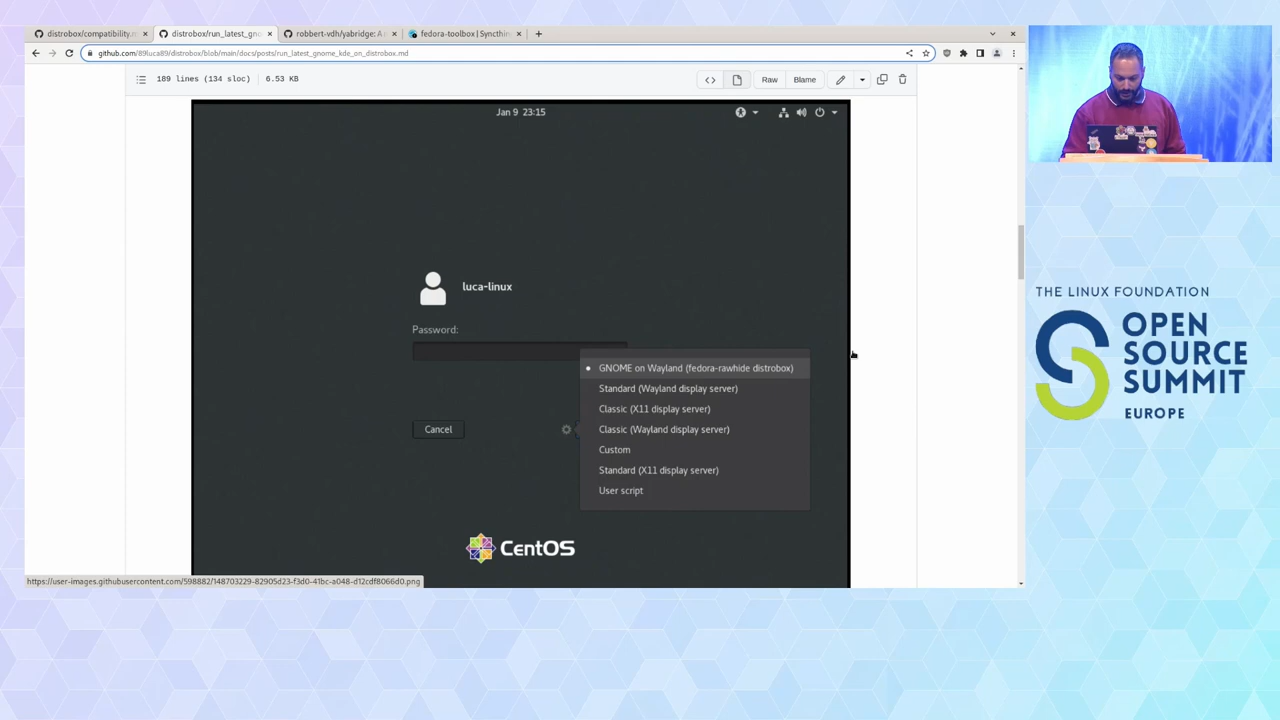 distrobox/compatibility.m
distrobox/run_latest_gno
robbert-vdh/yabridge: A
fedora-toolbox | Syncthin
github.com/89luca89/distrobox/blob/main/docs/posts/run_latest_gnome_kde_on_distrobox.md
189 lines (134 sloc) 6.53 KB
Raw
Blame
Jan 9 23:15
luca-linux
Password:
GNOME on Wayland (fedora-rawhide distrobox)
Standard (Wayland display server)
Classic (X11 display server)
Classic (Wayland display server)
Custom
Standard (X11 display server)
User script
Cancel
CentOS
https://user-images.githubusercontent.com/598882/148703229-82905d23-f3d0-41bc-a048-d12cdf8066d0.png
THE LINUX FOUNDATION
OPEN
SOURCE
SUMMIT
EUROPE